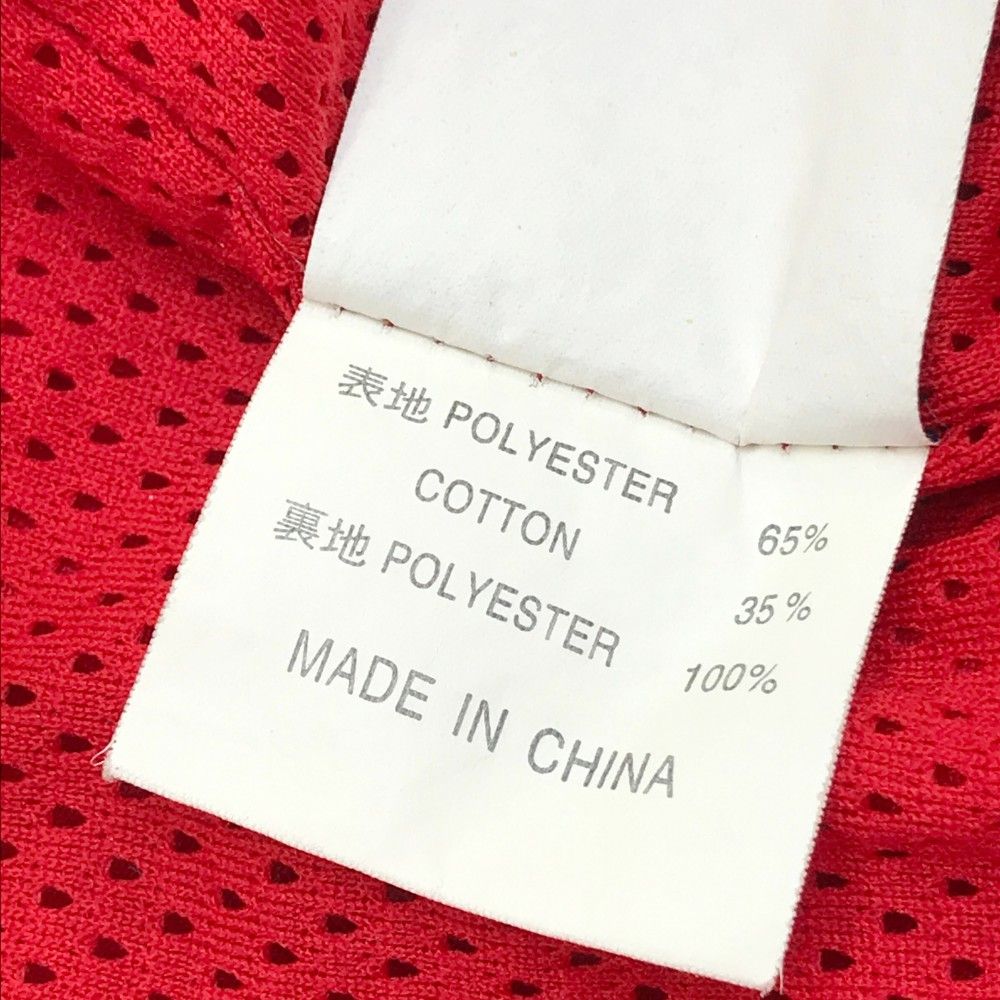 表地 POLYESTER 65%
COTTON 35%
裏地 POLYESTER 100%
MADE IN CHINA